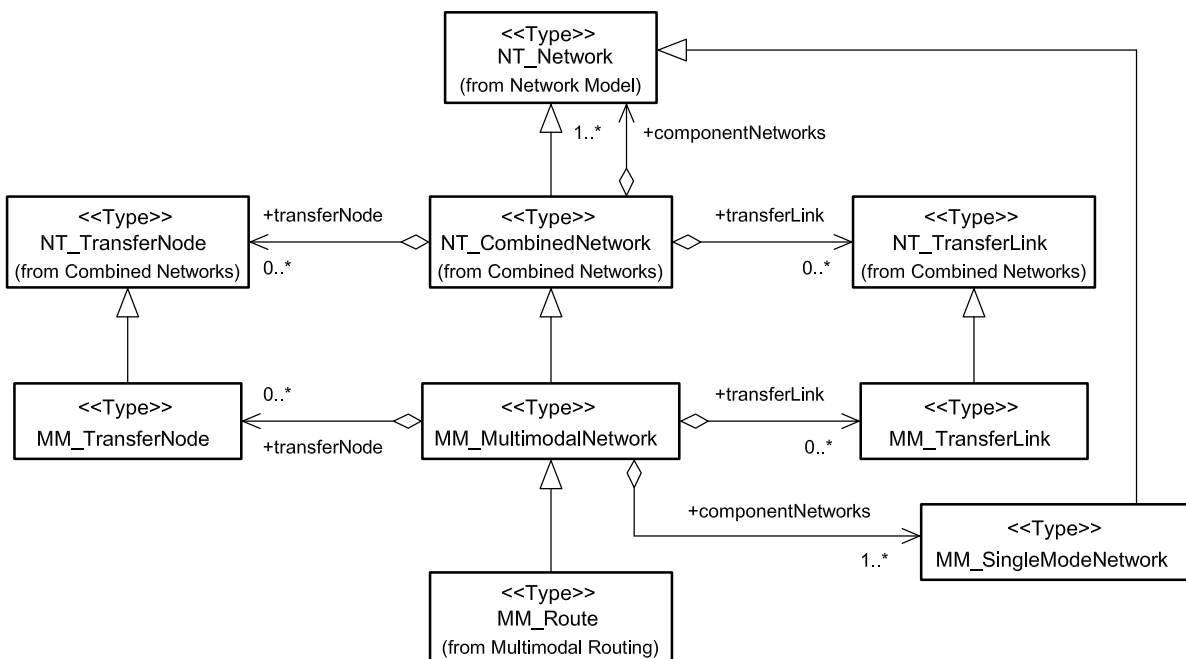 <<Type>>
NT_Network
(from Network Model)
1..*
+componentNetworks
<<Type>>
NT_TransferNode
(from Combined Networks)
+transferNode
0..*
<<Type>>
NT_CombinedNetwork
(from Combined Networks)
+transferLink
0..*
<<Type>>
NT_TransferLink
(from Combined Networks)
<<Type>>
MM_TransferNode
0..*
+transferNode
<<Type>>
MM_MultimodalNetwork
+transferLink
0..*
<<Type>>
MM_TransferLink
+componentNetworks
1..*
<<Type>>
MM_SingleModeNetwork
<<Type>>
MM_Route
(from Multimodal Routing)